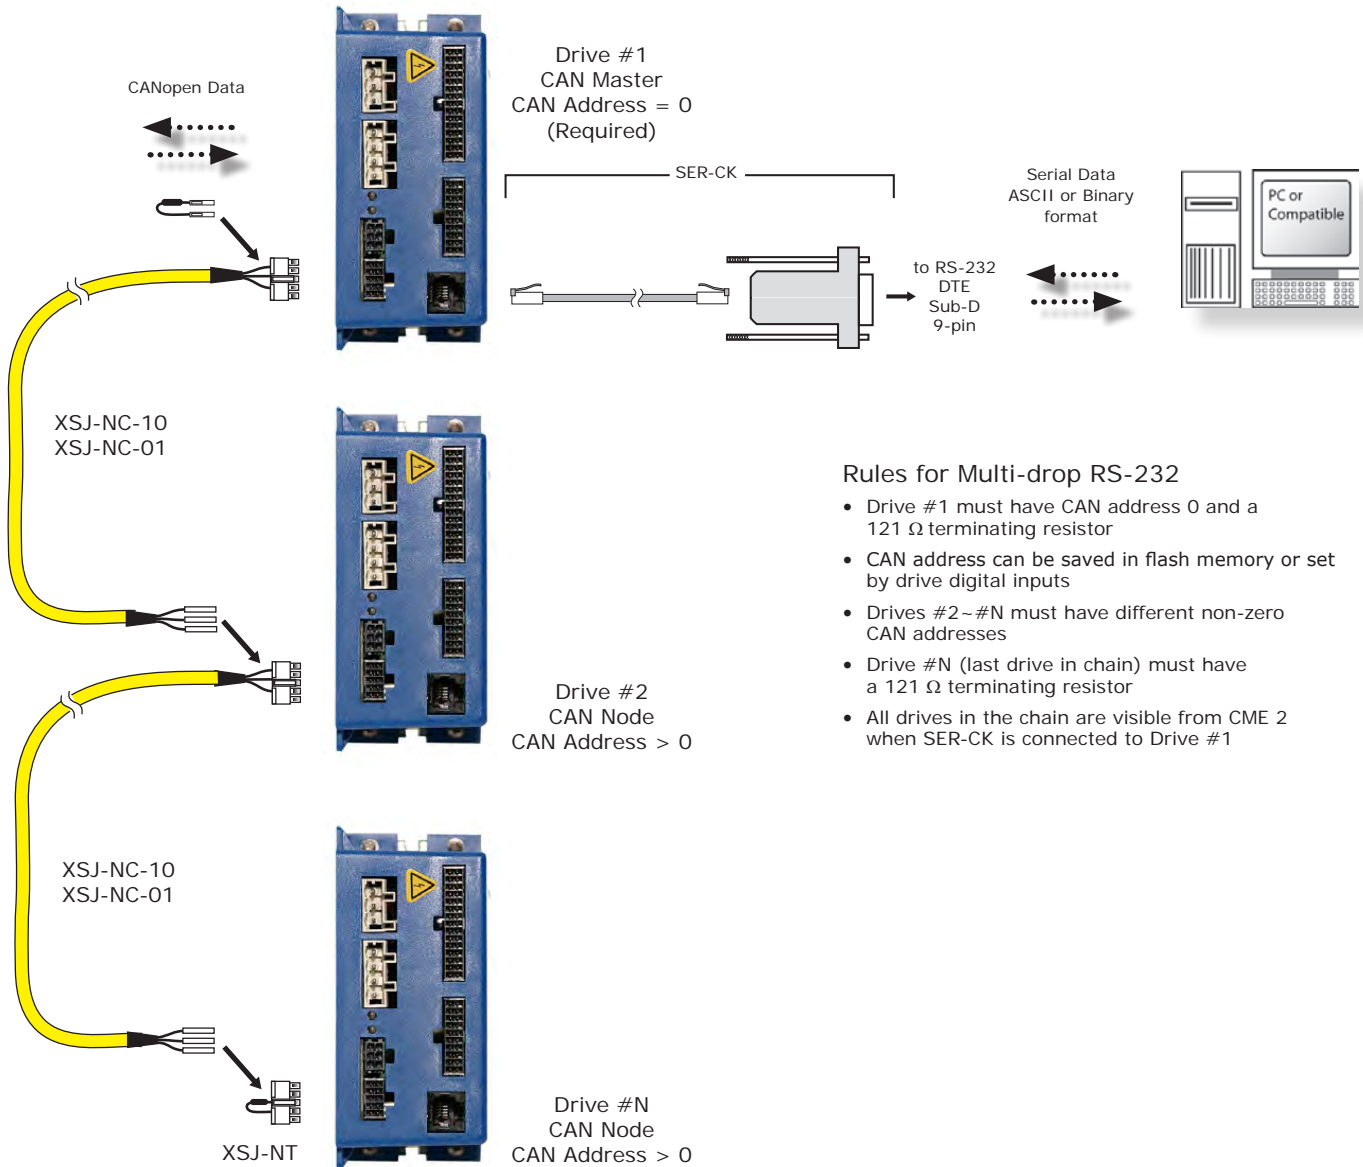 CANopen Data
Drive #1
CAN Master
CAN Address = 0
(Required)
SER-CK
Serial Data
ASCII or Binary
format
PC or
Compatible
to RS-232
DTE
Sub-D
9-pin
XSJ-NC-10
XSJ-NC-01
Rules for Multi-drop RS-232
• Drive #1 must have CAN address 0 and a
121 Ω terminating resistor
• CAN address can be saved in flash memory or set
by drive digital inputs
• Drives #2~#N must have different non-zero
CAN addresses
• Drive #N (last drive in chain) must have
a 121 Ω terminating resistor
• All drives in the chain are visible from CME 2
when SER-CK is connected to Drive #1
Drive #2
CAN Node
CAN Address > 0
XSJ-NC-10
XSJ-NC-01
XSJ-NT
Drive #N
CAN Node
CAN Address > 0